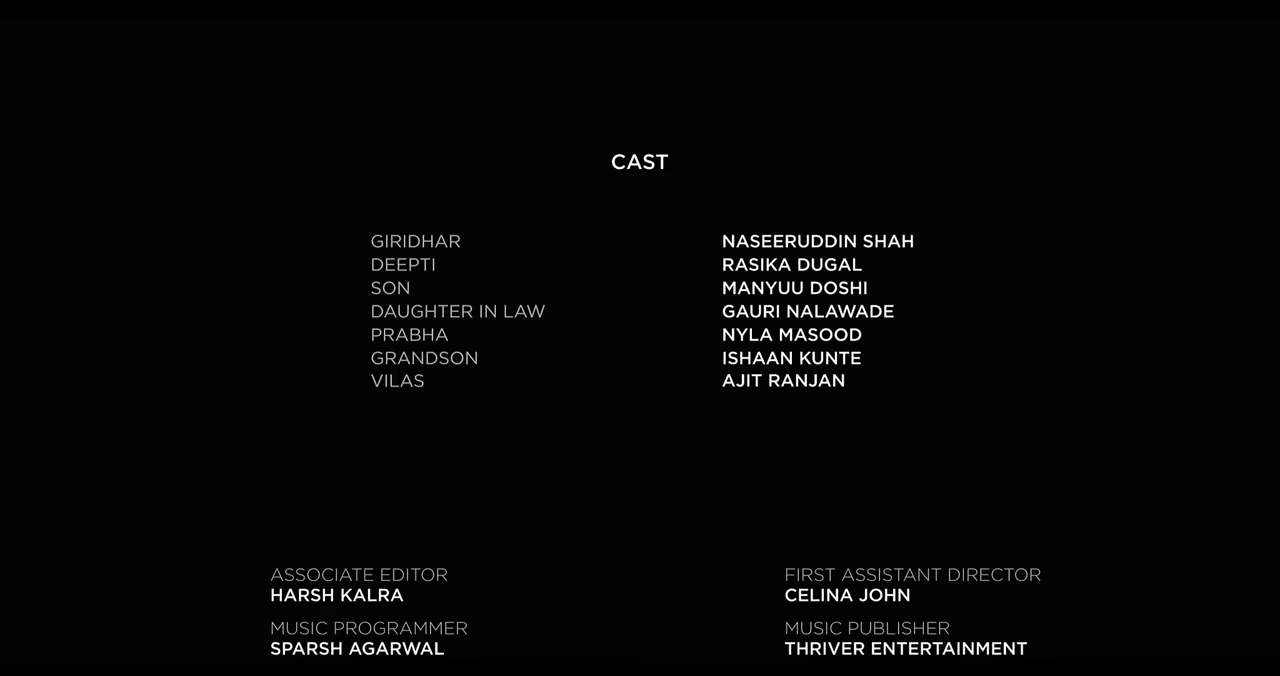 CAST
GIRIDHAR NASEERUDDIN SHAH
DEEPTI RASIKA DUGAL
SON MANYUU DOSHI
DAUGHTER IN LAW GAURI NALAWADE
PRABHA NYLA MASOOD
GRANDSON ISHAAN KUNTE
VILAS AJIT RANJAN
ASSOCIATE EDITOR
HARSH KALRA
FIRST ASSISTANT DIRECTOR
CELINA JOHN
MUSIC PROGRAMMER
SPARSH AGARWAL
MUSIC PUBLISHER
THRIVER ENTERTAINMENT